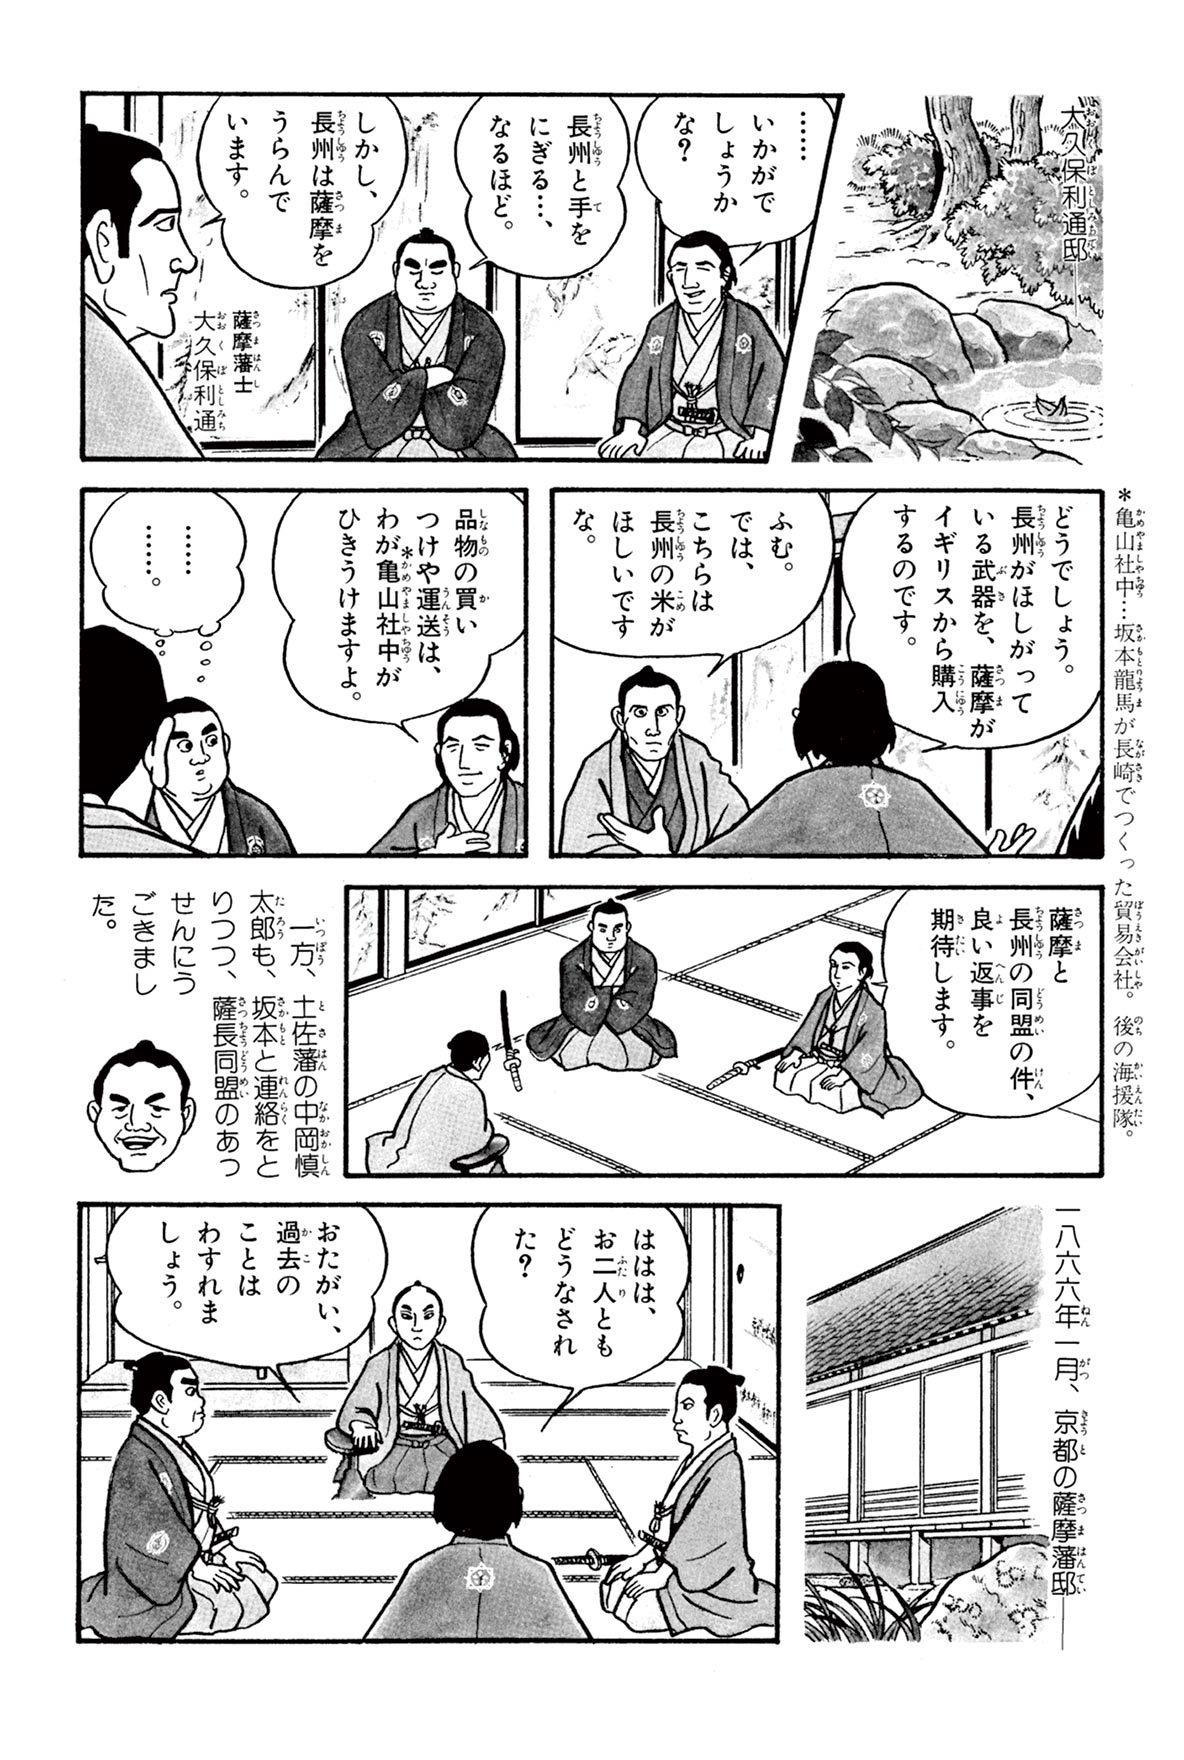 大久保利通邸
……
いかがで
しょうか
な?
長州と手を
にぎる…、
なるほど。
しかし、
長州は薩摩を
うらんで
います。
薩摩藩士
大久保利通
どうでしょう。
長州がほしがって
いる武器を、薩摩が
イギリスから購入
するのです。
ふむ。
では、
こちらは
長州の米が
ほしいです
な。
品物の買い
つけや運送は、
わが*亀山社中が
ひきうけますよ。
……
……。
*亀山社中…坂本龍馬が長崎でつくった貿易会社。後の海援隊。
薩摩と
長州の同盟の件、
良い返事を
期待します。
一方、土佐藩の中岡慎
太郎も、坂本と連絡をと
りつつ、薩長同盟のあっ
せんにう
ごきまし
た。
一八六六年一月、京都の薩摩藩邸
ははは、
お二人とも
どうなされ
た?
おたがい、
過去の
ことは
わすれま
しょう。